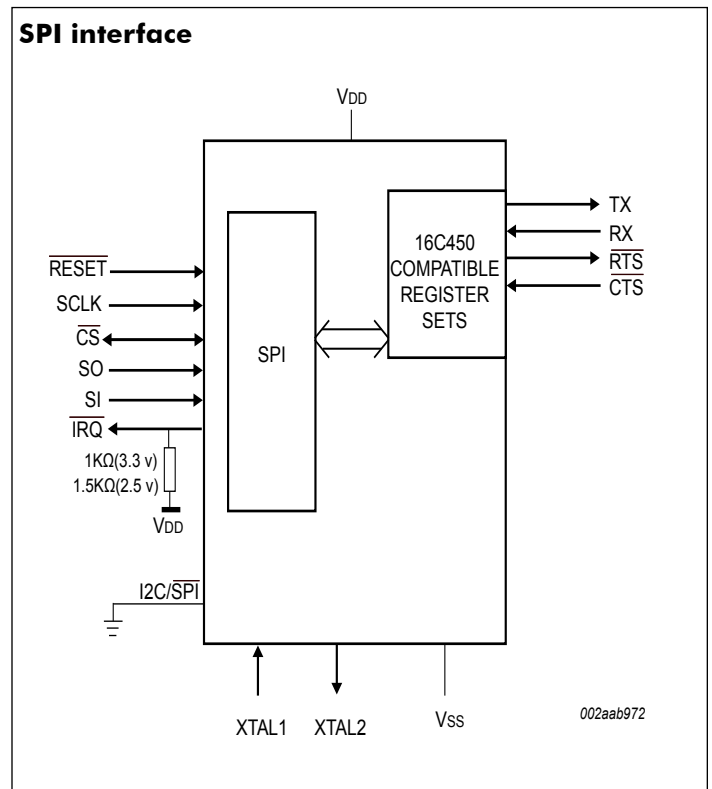 SPI interface
VDD
RESET
SCLK
CS
SO
SI
IRQ
1KΩ(3.3 v)
1.5KΩ(2.5 v)
VDD
I2C/SPI
SPI
16C450
COMPATIBLE
REGISTER
SETS
TX
RX
RTS
CTS
XTAL1
XTAL2
Vss
002aab972